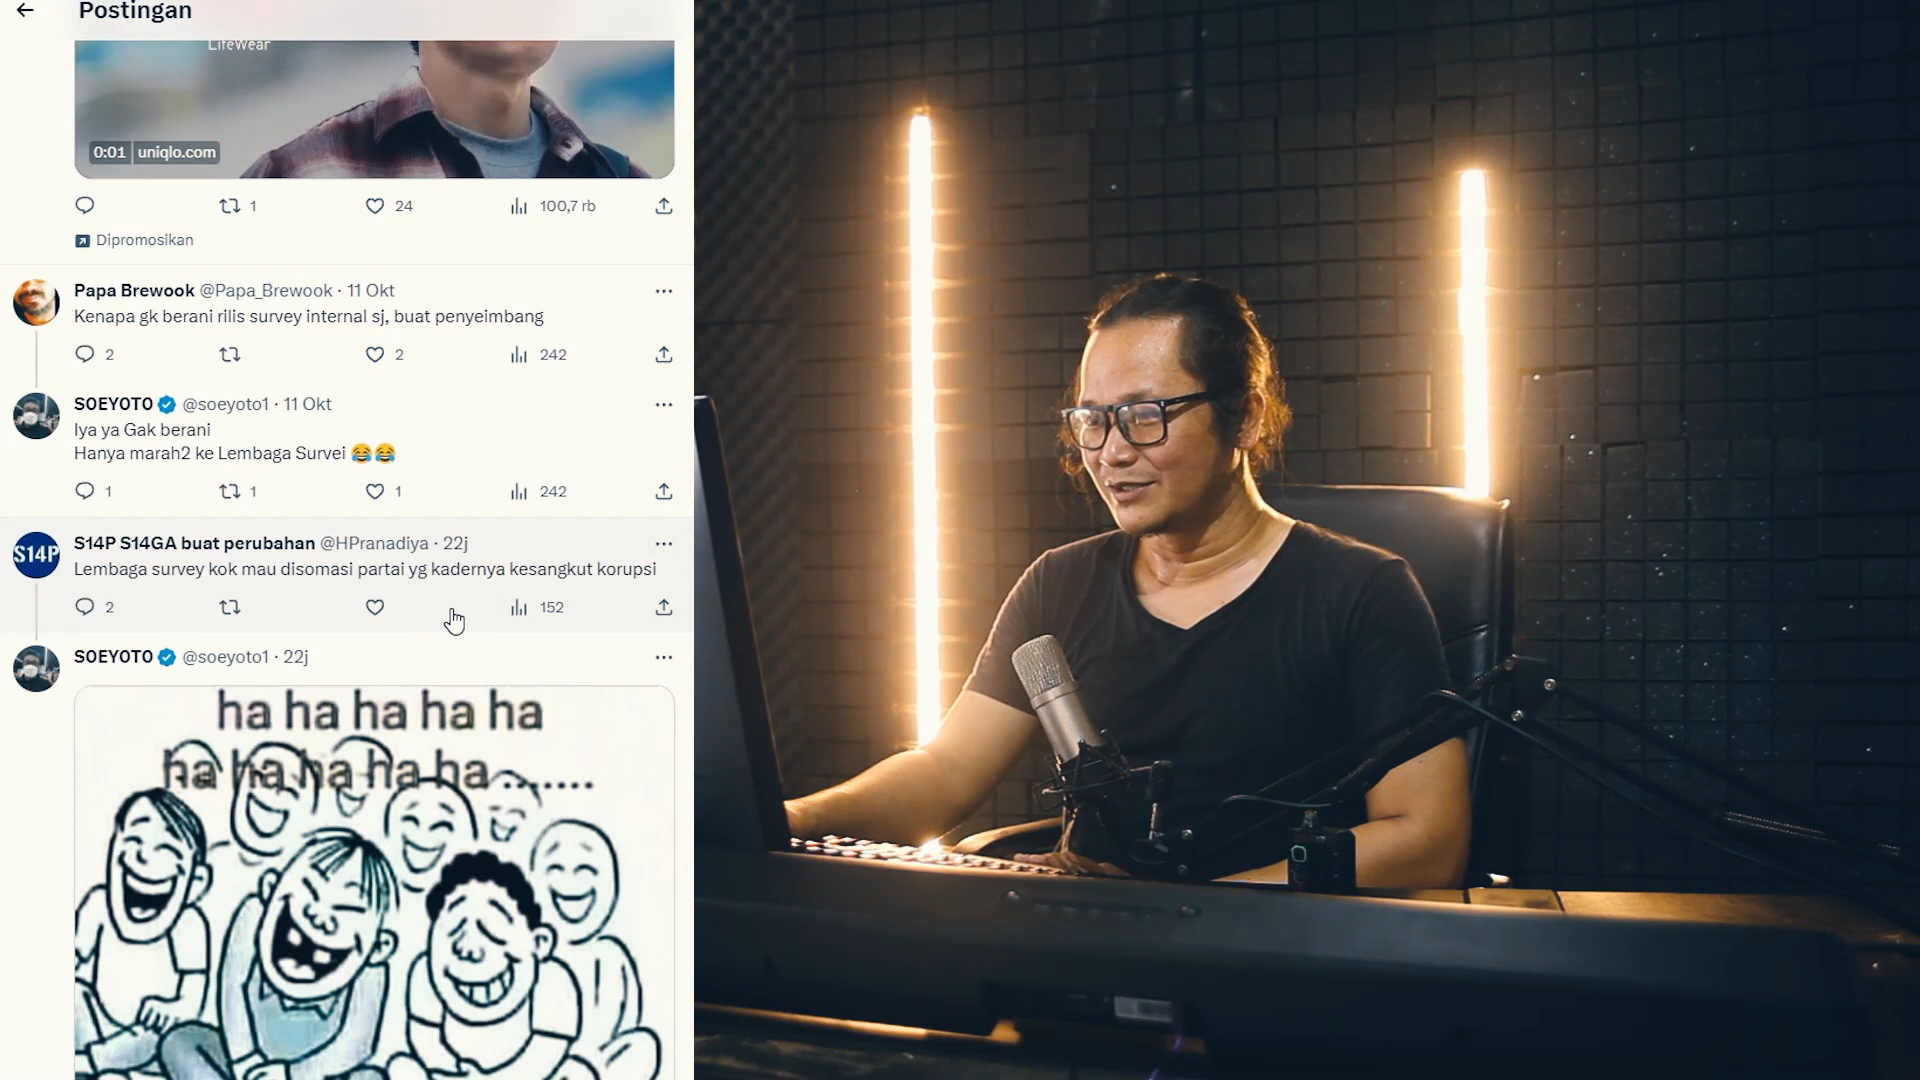 Postingan
LifeWear
0:01 uniqlo.com
1 24 100,7 rb
Dipromosikan
Papa Brewook @Papa_Brewook · 11 Okt
Kenapa gk berani rilis survey internal sj, buat penyeimbang
2 2 242
SOEYOTO @soeyoto1 · 11 Okt
Iya ya Gak berani
Hanya marah2 ke Lembaga Survei 😂😂
1 1 1 242
S14P
S14P S14GA buat perubahan @HPranadiya · 22j
Lembaga survey kok mau disomasi partai yg kadernya kesangkut korupsi
2 152
SOEYOTO @soeyoto1 · 22j
ha ha ha ha ha
ha ha ha ha ha .......